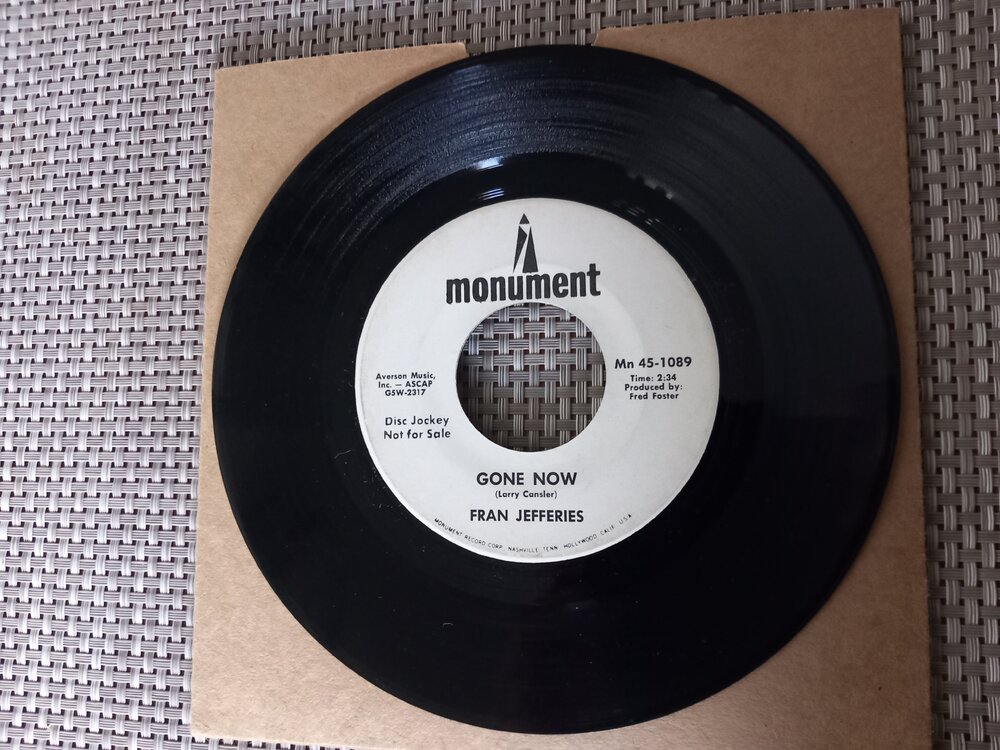 monument
Averson Music,
Inc. — ASCAP
G5W-2317
Disc Jockey
Not for Sale
Mn 45-1089
Time: 2:34
Produced by:
Fred Foster
GONE NOW
(Larry Cansler)
FRAN JEFFERIES
MONUMENT RECORD CORP. NASHVILLE, TENN. HOLLYWOOD, CALIF. U.S.A.